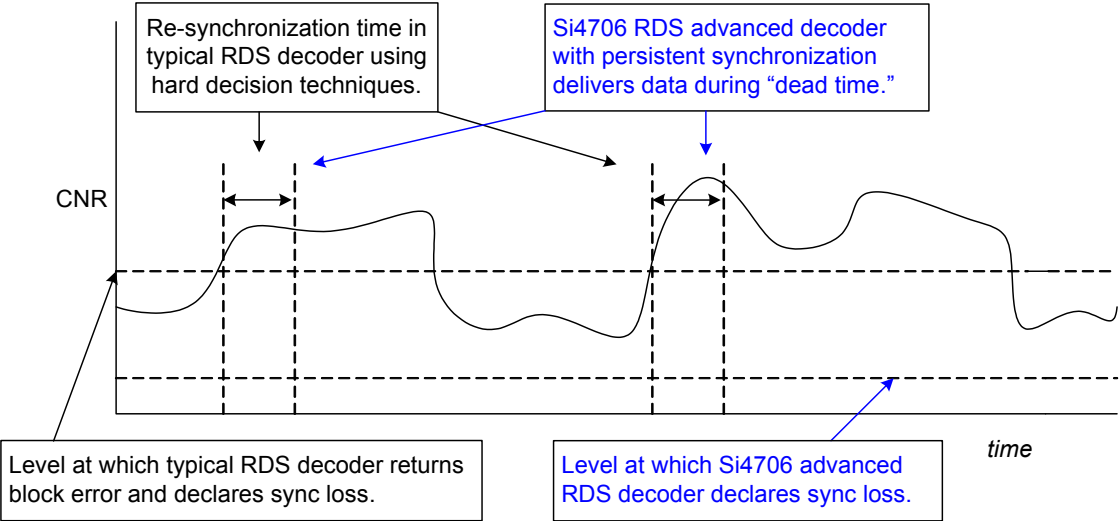 Re-synchronization time in
typical RDS decoder using
hard decision techniques.
Si4706 RDS advanced decoder
with persistent synchronization
delivers data during “dead time.”
CNR
time
Level at which typical RDS decoder returns
block error and declares sync loss.
Level at which Si4706 advanced
RDS decoder declares sync loss.